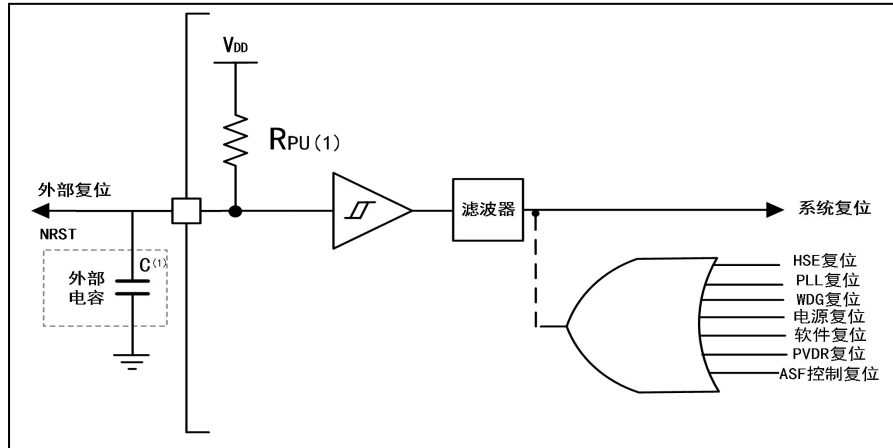 VDD
RPU(1)
外部复位
NRST
滤波器
系统复位
C(1)
外部
电容
HSE复位
PLL复位
WDG复位
电源复位
软件复位
PVDR复位
ASF控制复位